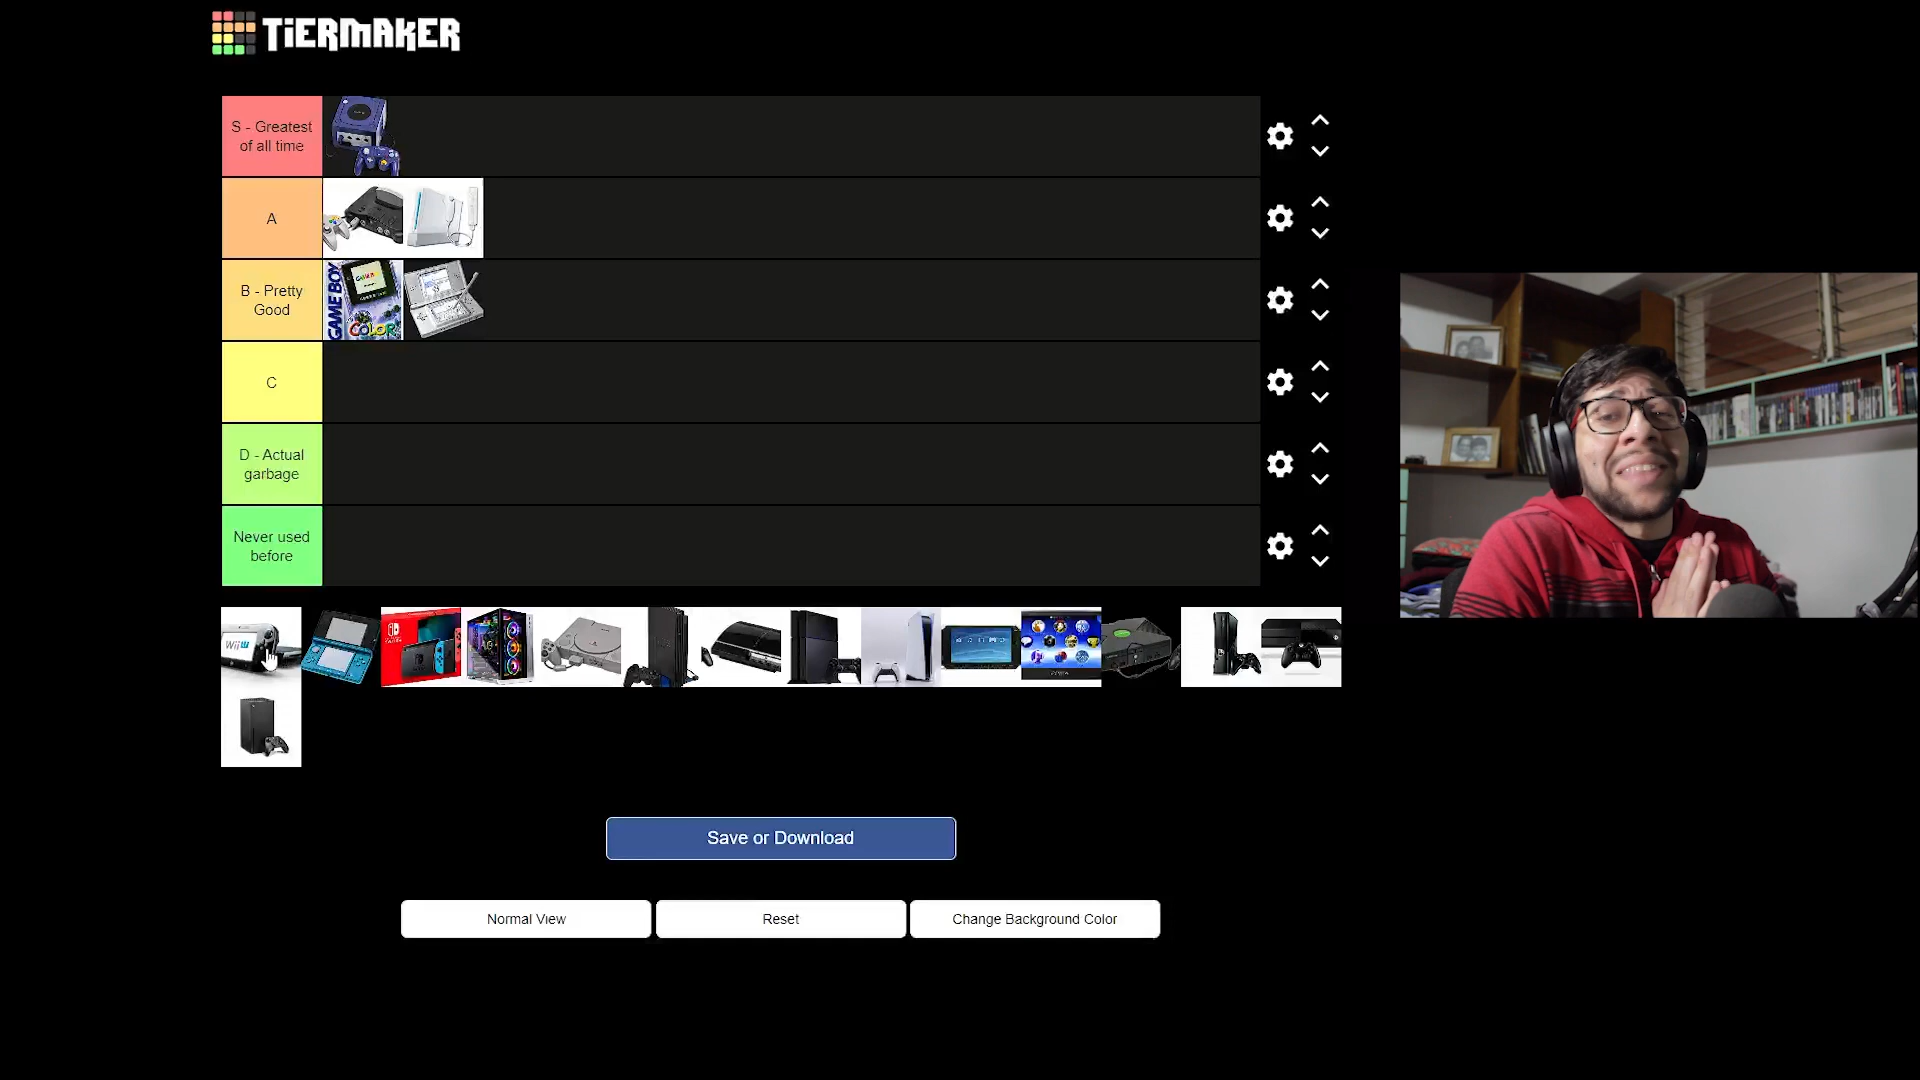 TiERMAKER
S - Greatest
of all time
A
B - Pretty
Good
GAME BOY
COLOR
C
D - Actual
garbage
Never used
before
Wii U
Save or Download
Normal View
Reset
Change Background Color